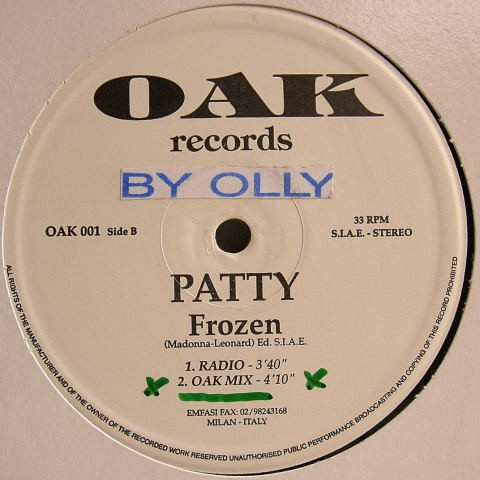 OAK
records
BY OLLY
OAK 001 Side B
33 RPM
S.I.A.E. - STEREO
PATTY
Frozen
(Madonna-Leonard) Ed. S.I.A.E.
1. RADIO - 3'40"
2. OAK MIX - 4'10"
EMFASI FAX: 02/98243168
MILAN - ITALY
ALL RIGHTS OF THE MANUFACTURER AND OF THE OWNER OF THE RECORDED WORK RESERVED UNAUTHORISED PUBLIC PERFORMANCE BROADCASTING AND COPYING OF THIS RECORD PROHIBITED